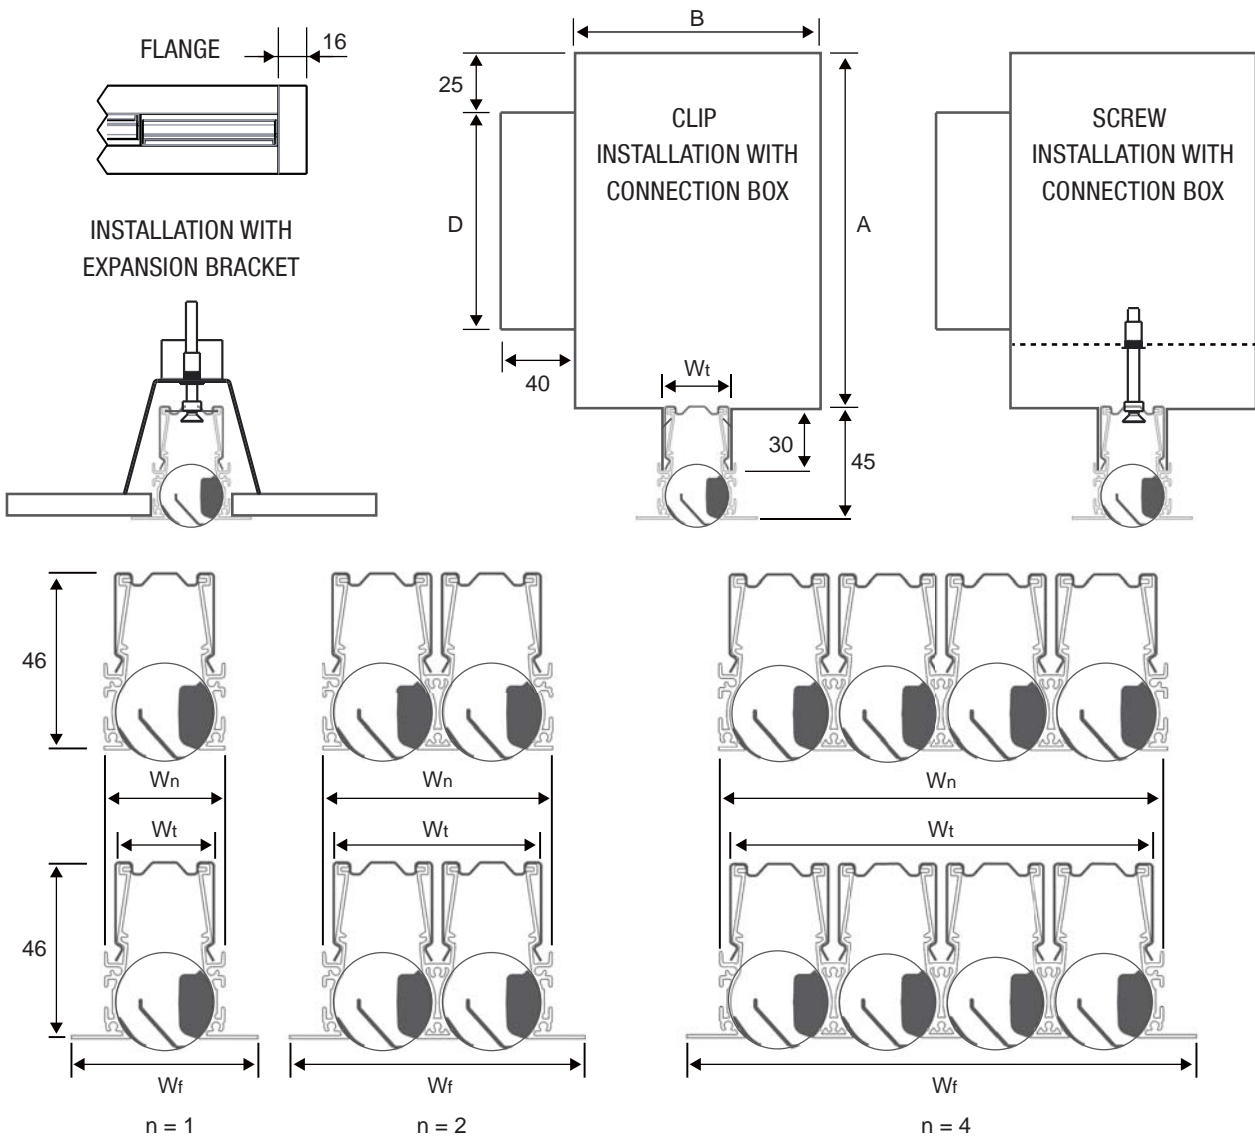 FLANGE
16
B
25
CLIP
INSTALLATION WITH
CONNECTION BOX
SCREW
INSTALLATION WITH
CONNECTION BOX
D
A
INSTALLATION WITH
EXPANSION BRACKET
40
Wt
30
45
46
Wn
Wn
Wn
Wt
Wt
Wt
46
Wf
Wf
Wf
n = 1
n = 2
n = 4